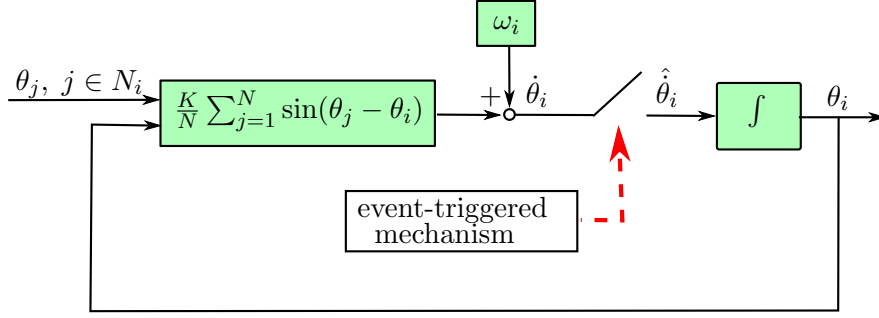 ω_i
θ_j, j ∈ N_i
K/N ∑_{j=1}^{N} sin(θ_j − θ_i)
+
θ̇_i
θ̇̂_i
∫
θ_i
event-triggered
mechanism